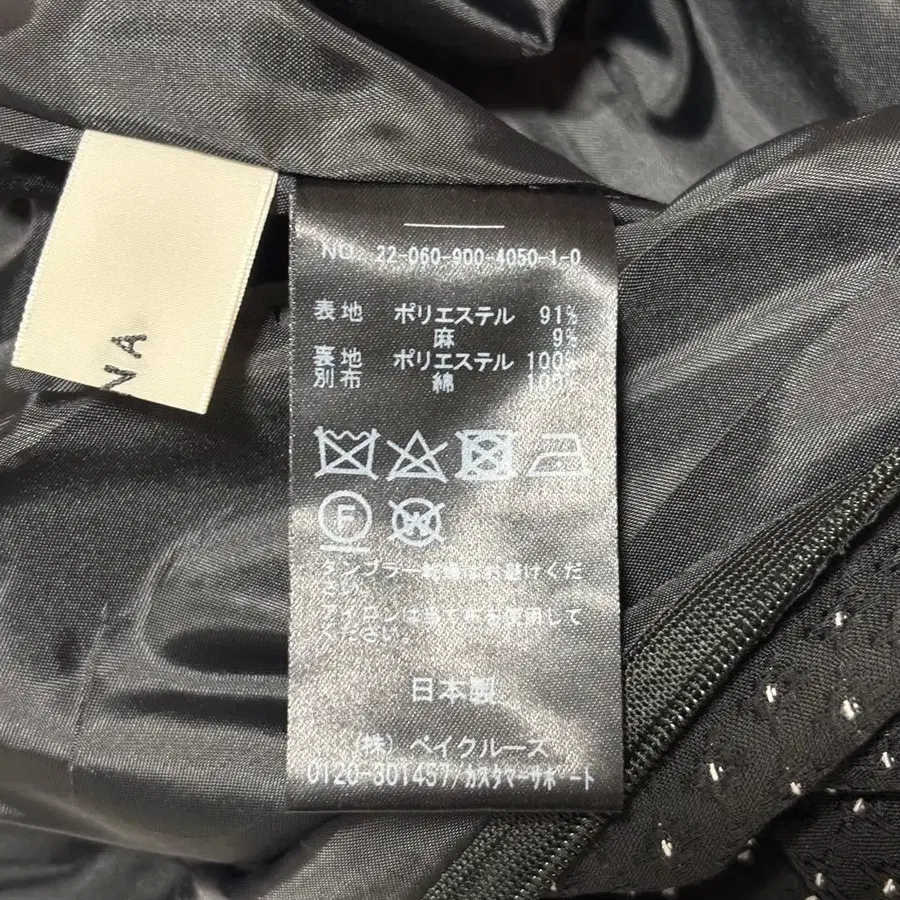 NO. 22-060-900-4050-1-0
表地 ポリエステル 91%
麻 9%
裏地 ポリエステル 100%
別布 綿 100%
F
W
タンブラー乾燥はお避けくだ
さい。
アイロンは当て布を使用して
ください。
日本製
(株) ベイクルーズ
0120-301457/カスタマーサポート
NA